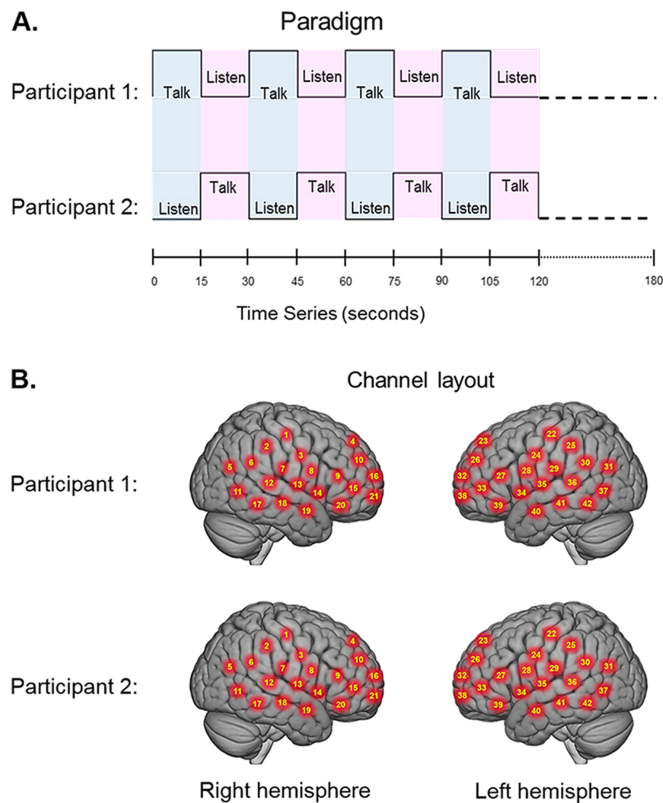 A.
Paradigm
Participant 1:
Talk Listen Talk Listen Talk Listen Talk Listen
Participant 2:
Listen Talk Listen Talk Listen Talk Listen Talk
0 15 30 45 60 75 90 105 120 180
Time Series (seconds)
B.
Channel layout
Participant 1:
1 22
4 23
2 25
3 24
10 26
5 6 7 8 9 16 32 27 28 29 30 31
11 12 13 14 15 21 38 33 34 35 36 37
17 18 19 20 39 40 41 42
Participant 2:
1 22
4 23
2 25
3 24
10 26
5 6 7 8 9 16 32 27 28 29 30 31
11 12 13 14 15 21 38 33 34 35 36 37
17 18 19 20 39 40 41 42
Right hemisphere Left hemisphere